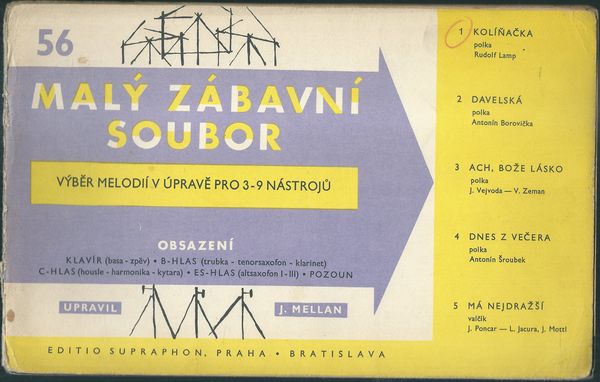 56
MALÝ ZÁBAVNÍ
SOUBOR
VÝBĚR MELODIÍ V ÚPRAVĚ PRO 3-9 NÁSTROJŮ
OBSAZENÍ
KLAVÍR (basa - zpěv) • B-HLAS (trubka - tenorsaxofon - klarinet)
C-HLAS (housle - harmonika - kytara) • ES-HLAS (altsaxofon I - III) • POZOUN
UPRAVIL
J. MELLAN
EDITIO SUPRAPHON, PRAHA • BRATISLAVA
1 KOLÍŇAČKA
polka
Rudolf Lamp
2 DAVELSKÁ
polka
Antonín Borovička
3 ACH, BOŽE LÁSKO
polka
J. Vejvoda — V. Zeman
4 DNES Z VEČERA
polka
Antonín Šroubek
5 MÁ NEJDRAŽŠÍ
valčík
J. Poncar — L. Jacura, J. Mottl